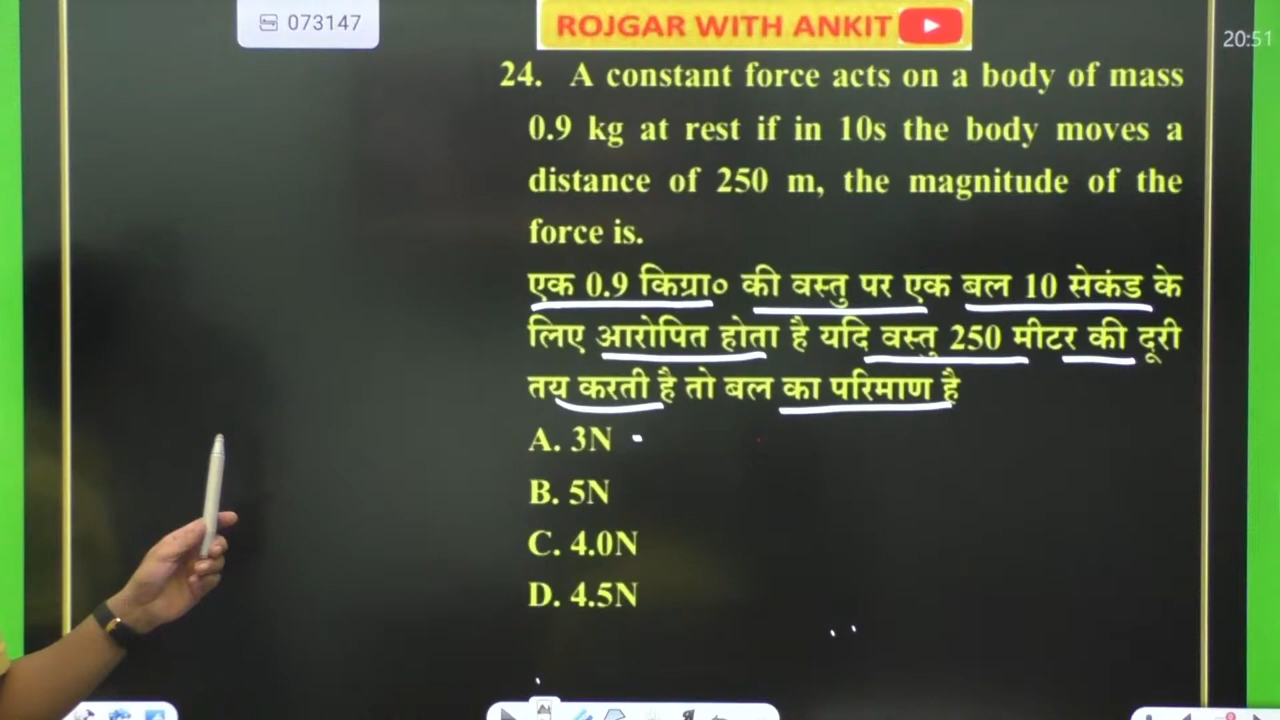 073147
ROJGAR WITH ANKIT
20:51
24. A constant force acts on a body of mass
0.9 kg at rest if in 10s the body moves a
distance of 250 m, the magnitude of the
force is.
एक 0.9 किग्रा० की वस्तु पर एक बल 10 सेकंड के
लिए आरोपित होता है यदि वस्तु 250 मीटर की दूरी
तय करती है तो बल का परिमाण है
A. 3N
B. 5N
C. 4.0N
D. 4.5N